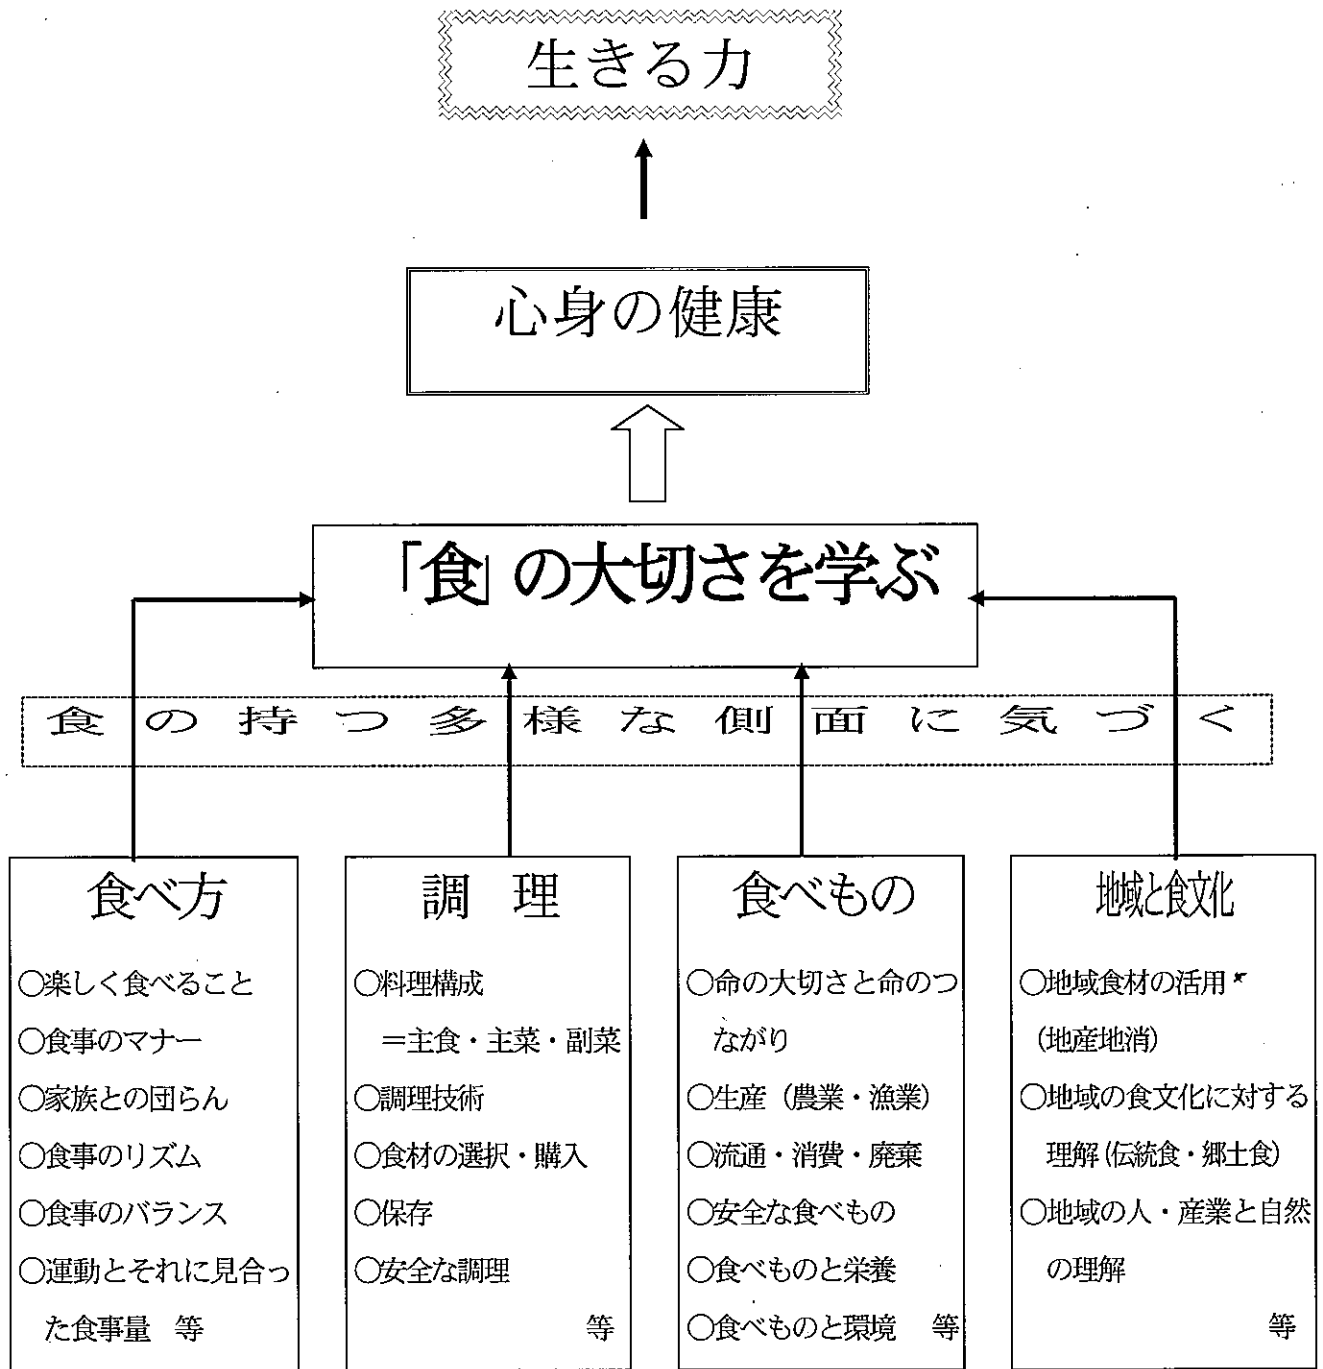 生きる力
心身の健康
「食」の大切さを学ぶ
食の持つ多様な側面に気づく
食べ方
○楽しく食べること
○食事のマナー
○家族との団らん
○食事のリズム
○食事のバランス
○運動とそれに見合っ
た食事量 等
調 理
○料理構成
＝主食・主菜・副菜
○調理技術
○食材の選択・購入
○保存
○安全な調理
等
食べもの
○命の大切さと命のつ
ながり
○生産（農業・漁業）
○流通・消費・廃棄
○安全な食べもの
○食べものと栄養
○食べものと環境 等
地域と食文化
○地域食材の活用
（地産地消）
○地域の食文化に対する
理解（伝統食・郷土食）
○地域の人・産業と自然
の理解
等